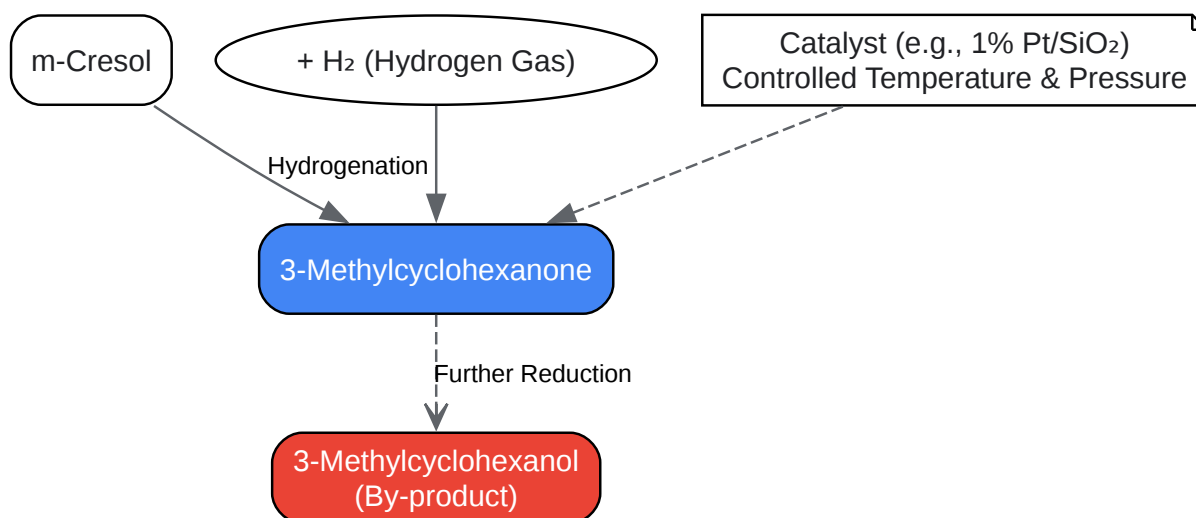 m-Cresol
+ H₂ (Hydrogen Gas)
Catalyst (e.g., 1% Pt/SiO₂)
Controlled Temperature & Pressure
Hydrogenation
3-Methylcyclohexanone
Further Reduction
3-Methylcyclohexanol
(By-product)